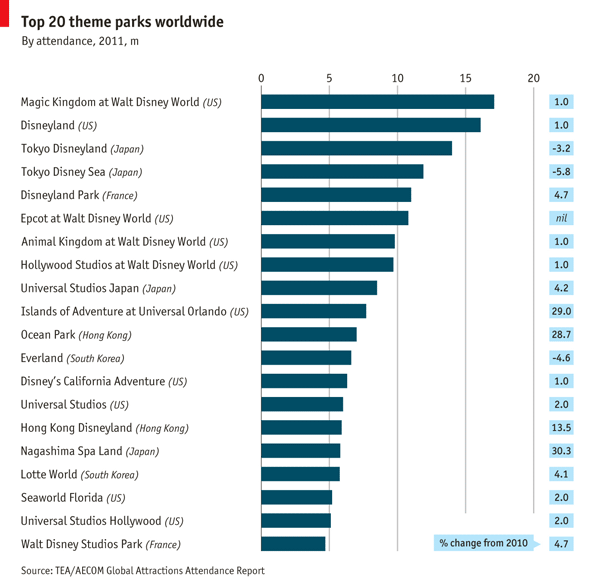 Top 20 theme parks worldwide
By attendance, 2011, m
0 5 10 15 20
Magic Kingdom at Walt Disney World (US) 1.0
Disneyland (US) 1.0
Tokyo Disneyland (Japan) -3.2
Tokyo Disney Sea (Japan) -5.8
Disneyland Park (France) 4.7
Epcot at Walt Disney World (US) nil
Animal Kingdom at Walt Disney World (US) 1.0
Hollywood Studios at Walt Disney World (US) 1.0
Universal Studios Japan (Japan) 4.2
Islands of Adventure at Universal Orlando (US) 29.0
Ocean Park (Hong Kong) 28.7
Everland (South Korea) -4.6
Disney's California Adventure (US) 1.0
Universal Studios (US) 2.0
Hong Kong Disneyland (Hong Kong) 13.5
Nagashima Spa Land (Japan) 30.3
Lotte World (South Korea) 4.1
Seaworld Florida (US) 2.0
Universal Studios Hollywood (US) 2.0
Walt Disney Studios Park (France) % change from 2010 4.7
Source: TEA/AECOM Global Attractions Attendance Report